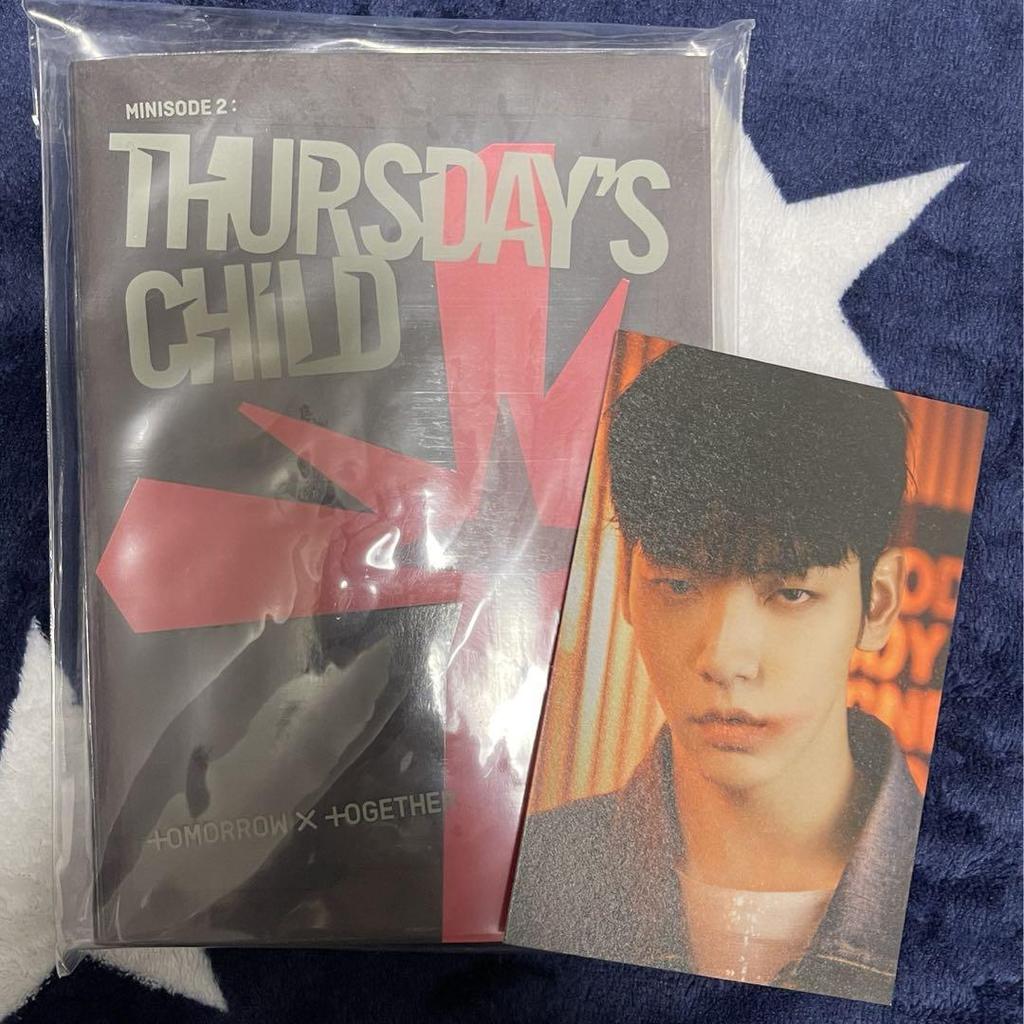 MINISODE 2:
THURSDAY'S
CHILD
TOMORROW X TOGETHER